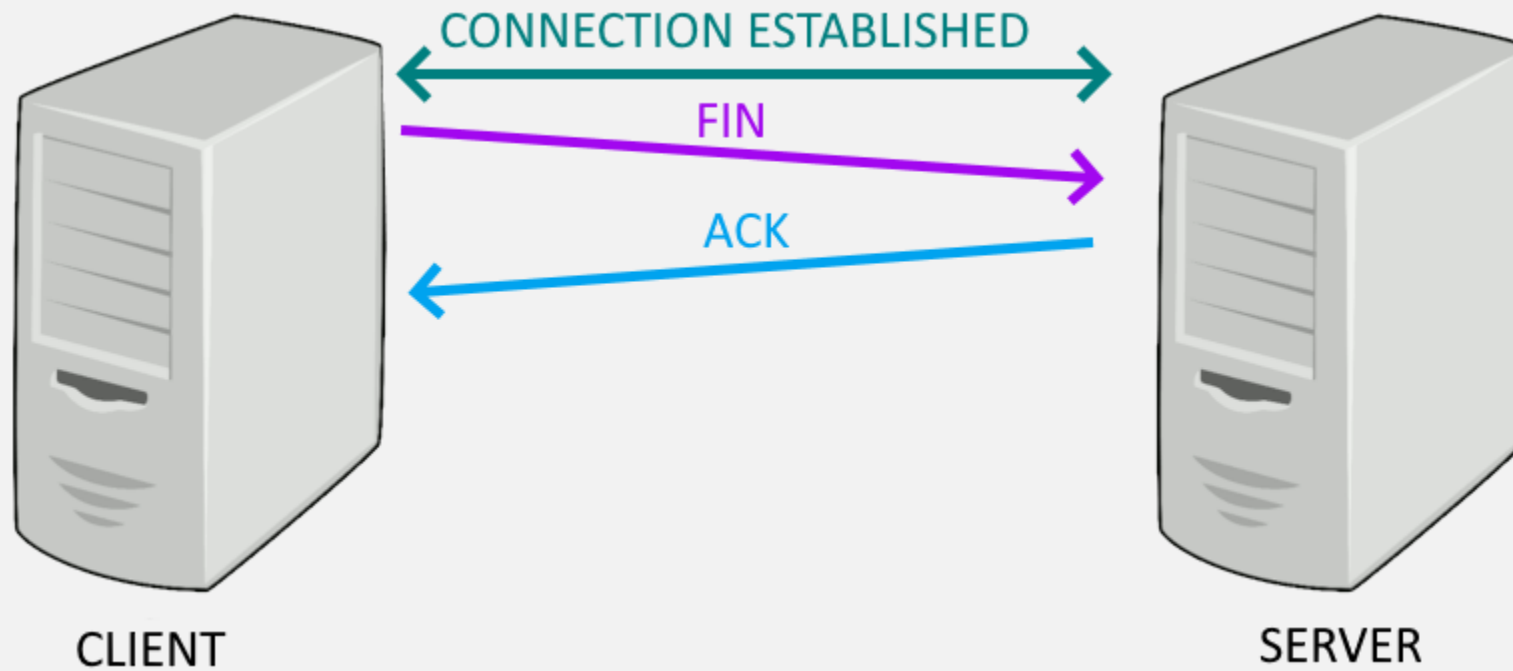 CONNECTION ESTABLISHED
FIN
ACK
CLIENT
SERVER